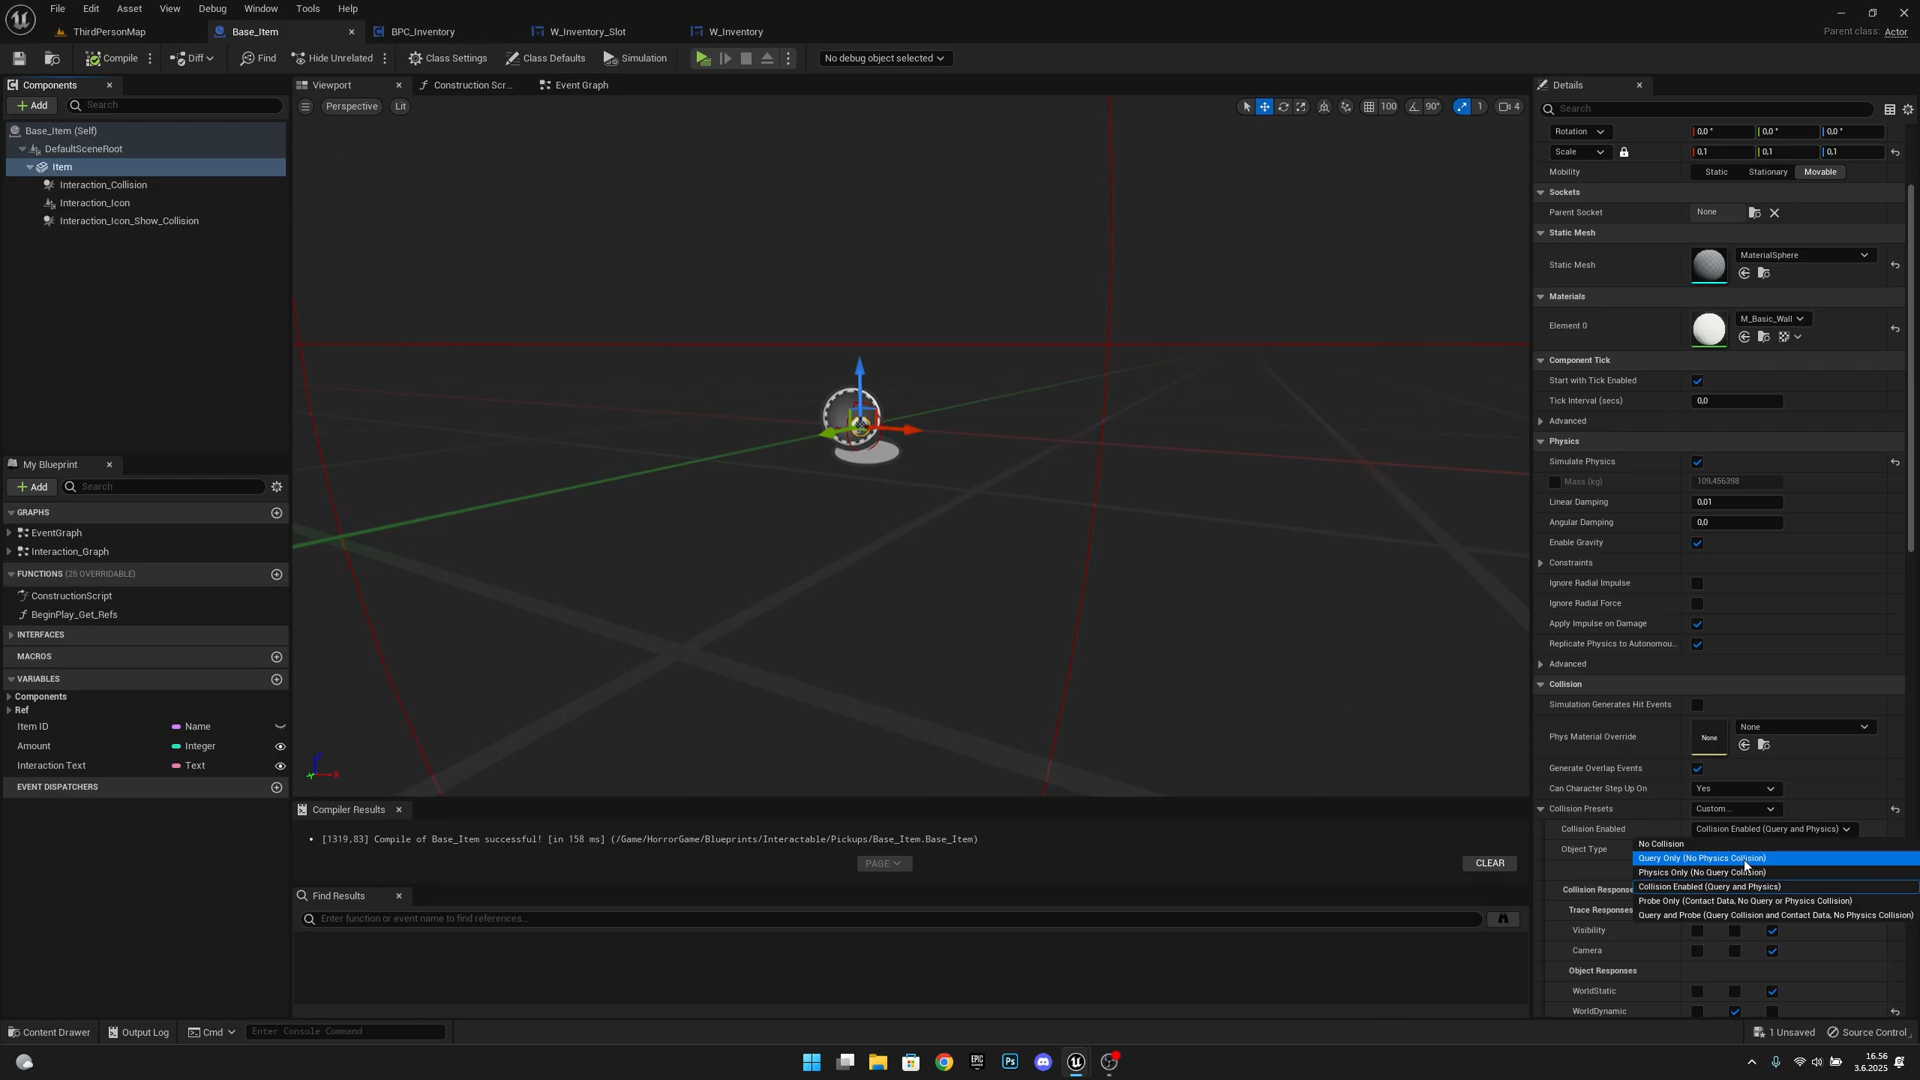 File Edit Asset View Debug Window Tools Help
ThirdPersonMap Base_Item BPC_Inventory W_Inventory_Slot W_Inventory Parent class: Actor
Compile Diff Find Hide Unrelated Class Settings Class Defaults Simulation No debug object selected
Components
Add Search
Base_Item (Self)
DefaultSceneRoot
Item
Interaction_Collision
Interaction_Icon
Interaction_Icon_Show_Collision
My Blueprint
Add Search
GRAPHS
EventGraph
Interaction_Graph
FUNCTIONS (25 OVERRIDABLE)
ConstructionScript
BeginPlay_Get_Refs
INTERFACES
MACROS
VARIABLES
Components
Ref
Item ID Name
Amount Integer
Interaction Text Text
EVENT DISPATCHERS
Viewport Construction Scr... Event Graph
Perspective Lit 100 90° 1 4
Compiler Results
[1319,83] Compile of Base_Item successful! [in 158 ms] (/Game/HorrorGame/Blueprints/Interactable/Pickups/Base_Item.Base_Item)
PAGE CLEAR
Find Results
Enter function or event name to find references...
Details
Search
Rotation 0,0 ° 0,0 ° 0,0 °
Scale 0,1 0,1 0,1
Mobility Static Stationary Movable
Sockets
Parent Socket None
Static Mesh
Static Mesh MaterialSphere
Materials
Element 0 M_Basic_Wall
Component Tick
Start with Tick Enabled
Tick Interval (secs) 0,0
Advanced
Physics
Simulate Physics
Mass (kg) 109,456398
Linear Damping 0,01
Angular Damping 0,0
Enable Gravity
Constraints
Ignore Radial Impulse
Ignore Radial Force
Apply Impulse on Damage
Replicate Physics to Autonomou...
Advanced
Collision
Simulation Generates Hit Events
Phys Material Override None None
Generate Overlap Events
Can Character Step Up On Yes
Collision Presets Custom...
Collision Enabled Collision Enabled (Query and Physics)
Object Type
No Collision
Query Only (No Physics Collision)
Physics Only (No Query Collision)
Collision Enabled (Query and Physics)
Probe Only (Contact Data, No Query or Physics Collision)
Query and Probe (Query Collision and Contact Data, No Physics Collision)
Collision Respons
Trace Responses
Visibility
Camera
Object Responses
WorldStatic
WorldDynamic
Content Drawer Output Log Cmd Enter Console Command 1 Unsaved Source Control
16.56
3.6.2025